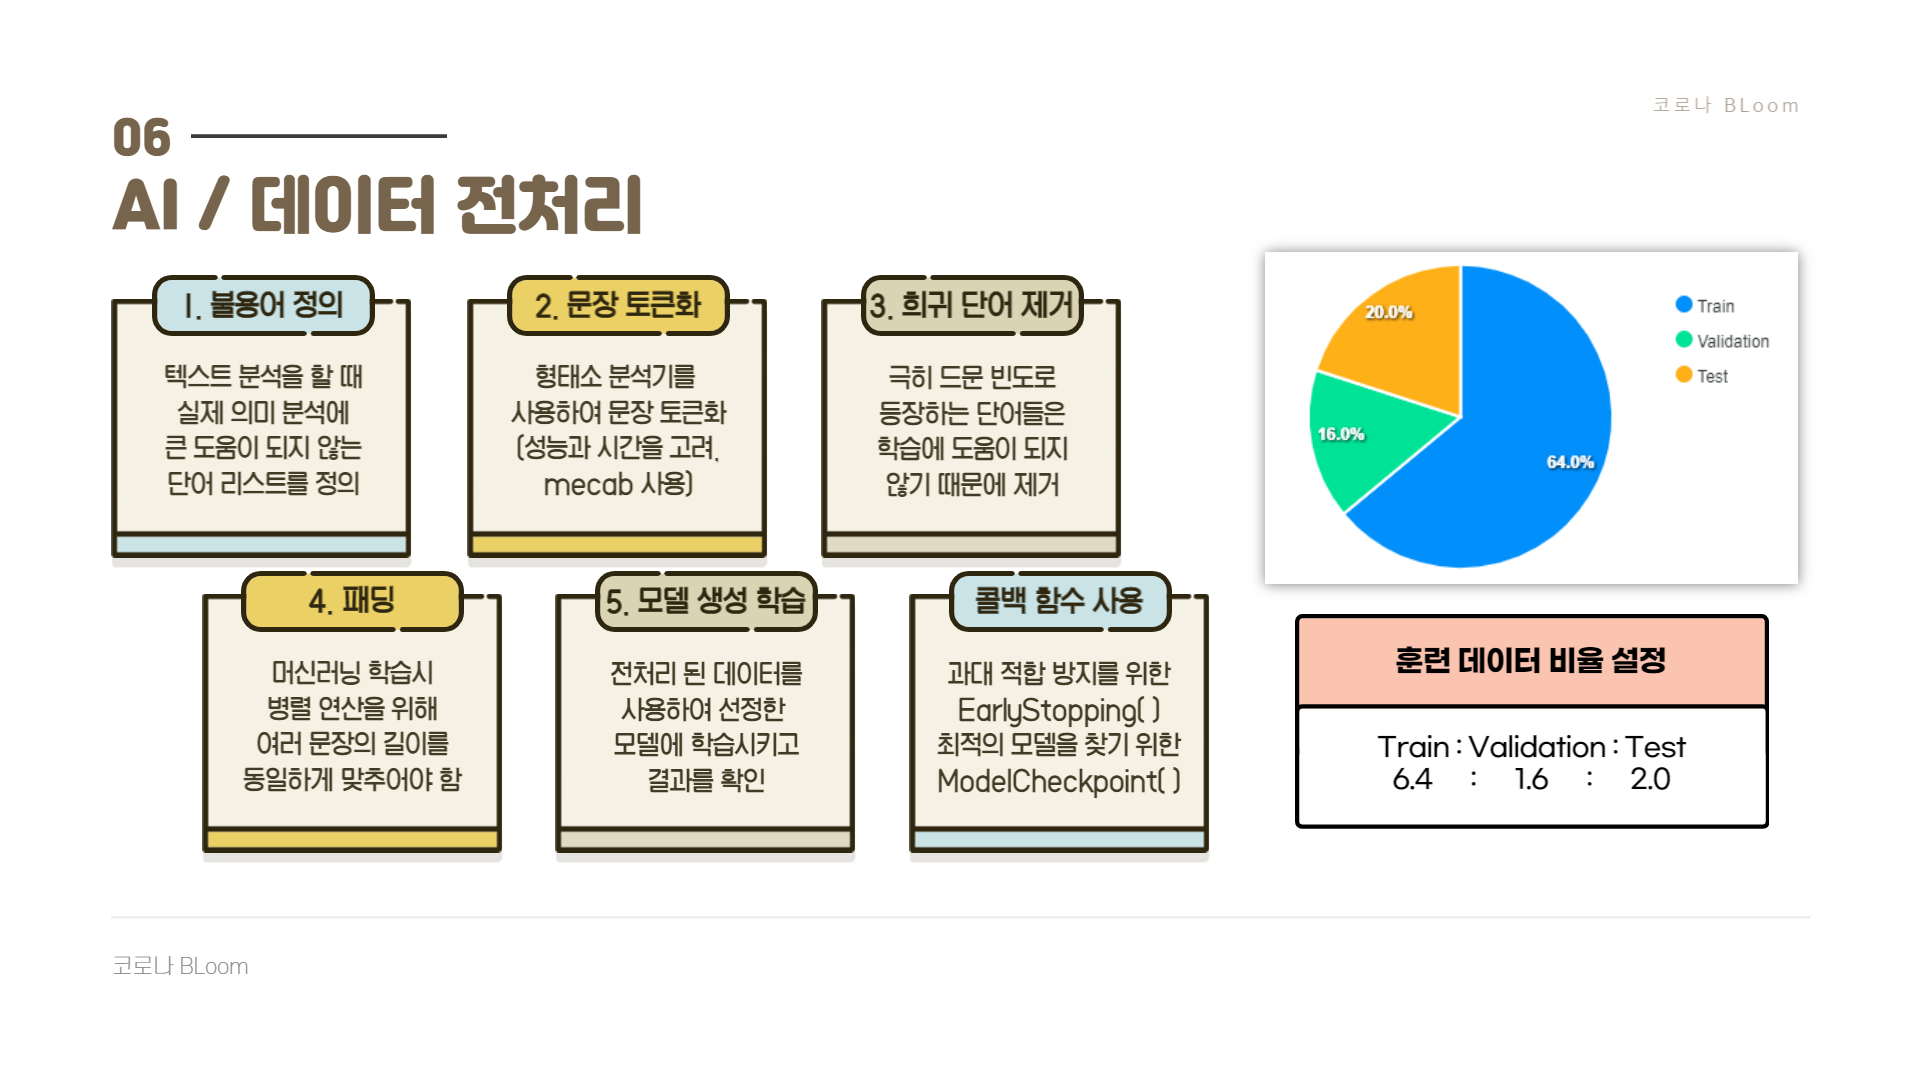 코로나 BLoom
06
AI / 데이터 전처리
1. 불용어 정의
텍스트 분석을 할 때
실제 의미 분석에
큰 도움이 되지 않는
단어 리스트를 정의
2. 문장 토큰화
형태소 분석기를
사용하여 문장 토큰화
(성능과 시간을 고려,
mecab 사용)
3. 희귀 단어 제거
극히 드문 빈도로
등장하는 단어들은
학습에 도움이 되지
않기 때문에 제거
4. 패딩
머신러닝 학습시
병렬 연산을 위해
여러 문장의 길이를
동일하게 맞추어야 함
5. 모델 생성 학습
전처리 된 데이터를
사용하여 선정한
모델에 학습시키고
결과를 확인
콜백 함수 사용
과대 적합 방지를 위한
EarlyStopping( )
최적의 모델을 찾기 위한
ModelCheckpoint( )
20.0%
16.0%
64.0%
Train
Validation
Test
훈련 데이터 비율 설정
Train : Validation : Test
6.4 : 1.6 : 2.0
코로나 BLoom